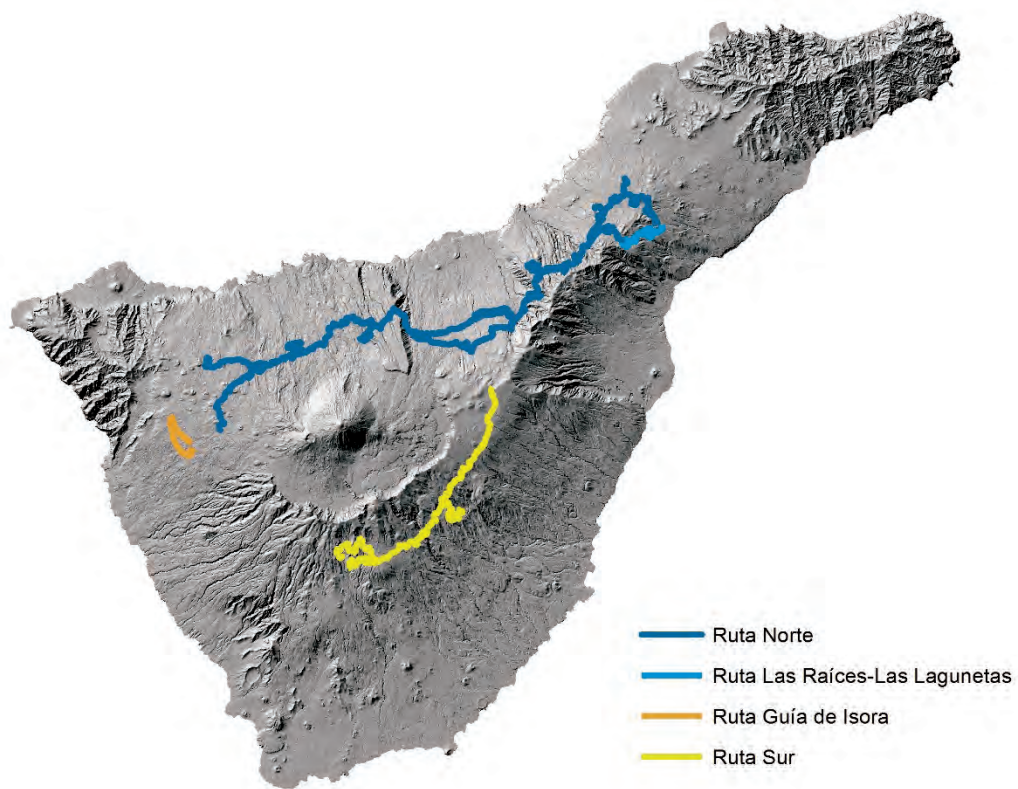 Ruta Norte
Ruta Las Raíces-Las Lagunetas
Ruta Guía de Isora
Ruta Sur